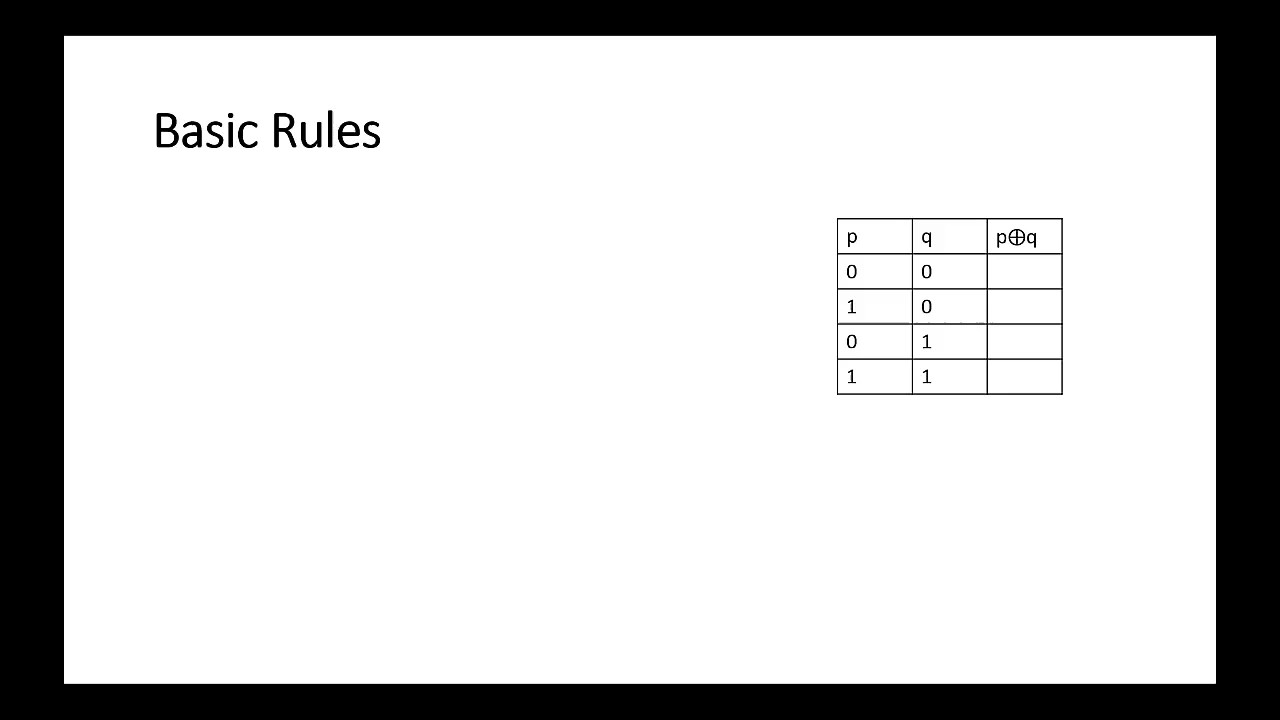 Basic Rules
p q p⊕q
0 0
1 0
0 1
1 1